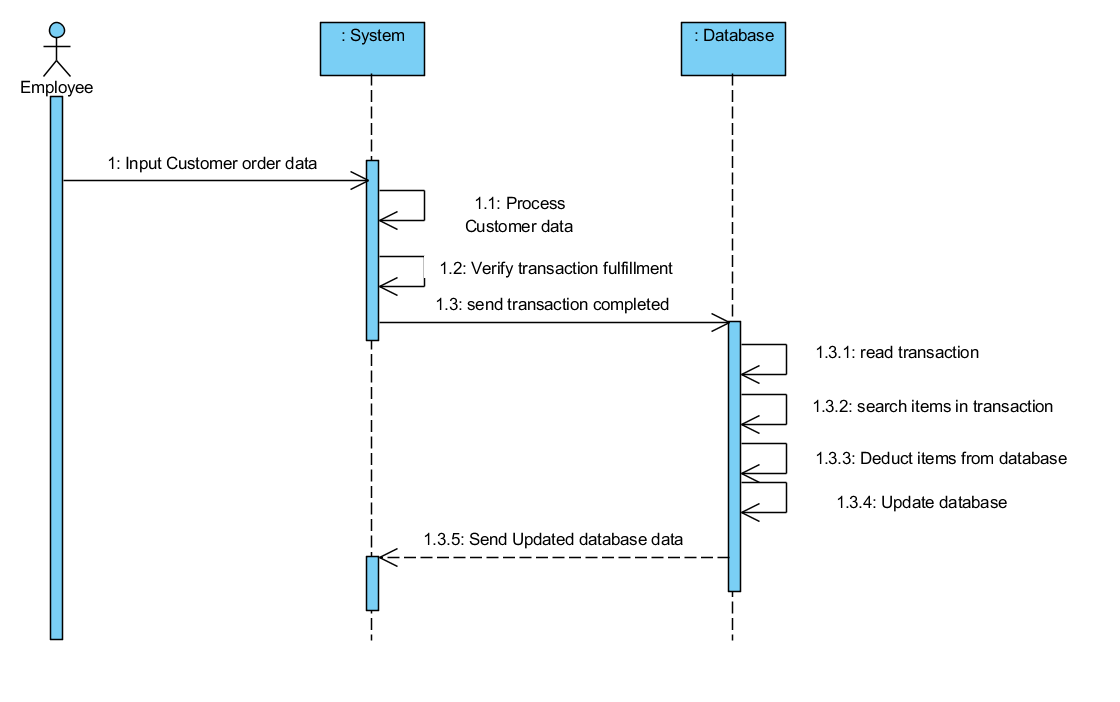 : System
: Database
Employee
1: Input Customer order data
1.1: Process
Customer data
1.2: Verify transaction fulfillment
1.3: send transaction completed
1.3.1: read transaction
1.3.2: search items in transaction
1.3.3: Deduct items from database
1.3.4: Update database
1.3.5: Send Updated database data